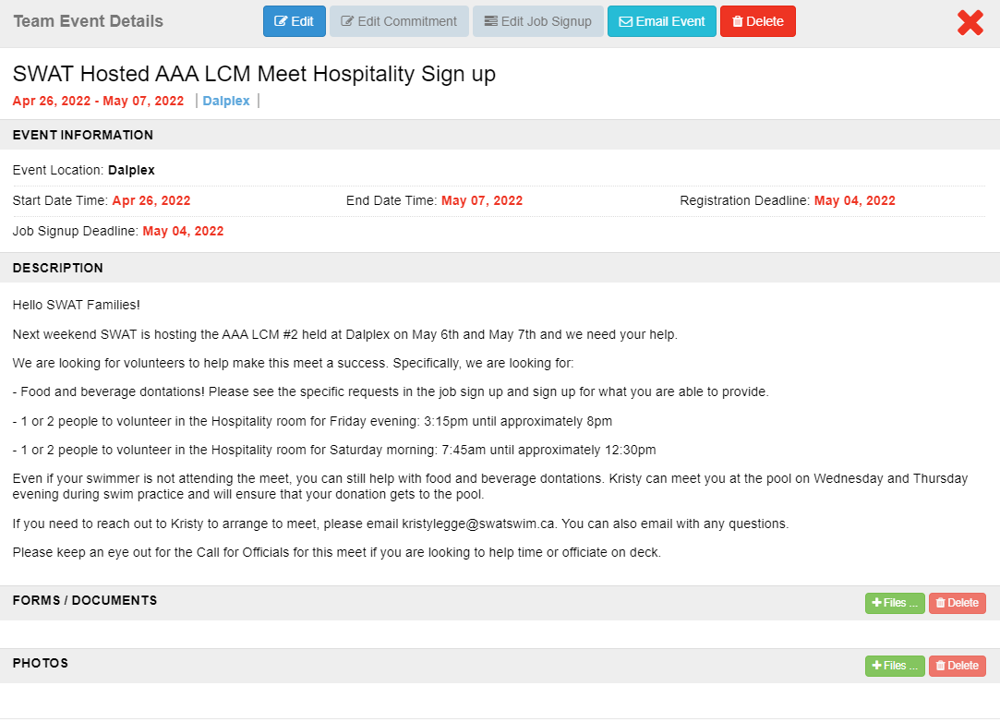 Team Event Details
Edit
Edit Commitment
Edit Job Signup
Email Event
Delete
SWAT Hosted AAA LCM Meet Hospitality Sign up
Apr 26, 2022 - May 07, 2022 | Dalplex |
EVENT INFORMATION
Event Location: Dalplex
Start Date Time: Apr 26, 2022
End Date Time: May 07, 2022
Registration Deadline: May 04, 2022
Job Signup Deadline: May 04, 2022
DESCRIPTION
Hello SWAT Families!
Next weekend SWAT is hosting the AAA LCM #2 held at Dalplex on May 6th and May 7th and we need your help.
We are looking for volunteers to help make this meet a success. Specifically, we are looking for:
- Food and beverage dontations! Please see the specific requests in the job sign up and sign up for what you are able to provide.
- 1 or 2 people to volunteer in the Hospitality room for Friday evening: 3:15pm until approximately 8pm
- 1 or 2 people to volunteer in the Hospitality room for Saturday morning: 7:45am until approximately 12:30pm
Even if your swimmer is not attending the meet, you can still help with food and beverage dontations. Kristy can meet you at the pool on Wednesday and Thursday
evening during swim practice and will ensure that your donation gets to the pool.
If you need to reach out to Kristy to arrange to meet, please email kristylegge@swatswim.ca. You can also email with any questions.
Please keep an eye out for the Call for Officials for this meet if you are looking to help time or officiate on deck.
FORMS / DOCUMENTS
Files ...
Delete
PHOTOS
Files ...
Delete